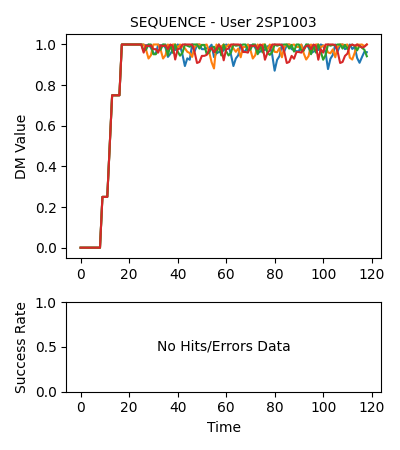 SEQUENCE - User 2SP1003
DM Value
1.0
0.8
0.6
0.4
0.2
0.0
0 20 40 60 80 100 120
Success Rate
1.0
0.5
0.0
No Hits/Errors Data
0 20 40 60 80 100 120
Time